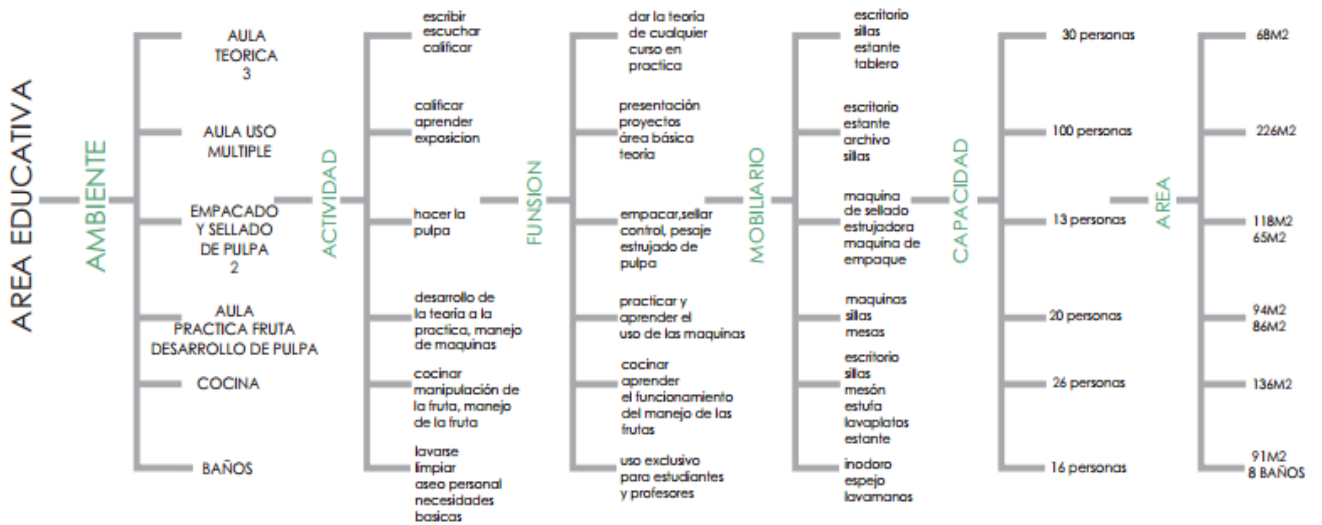 AREA EDUCATIVA
AMBIENTE
AULA
TEORICA
3
AULA USO
MULTIPLE
EMPACADO
Y SELLADO
DE PULPA
2
AULA
PRACTICA FRUTA
DESARROLLO DE PULPA
COCINA
BAÑOS
ACTIVIDAD
escribir
escuchar
calificar
calificar
aprender
exposicion
hacer la
pulpa
desarrollo de
la teoría a la
practica, manejo
de maquinas
cocinar
manipulación de
la fruta, manejo
de la fruta
lavarse
limpiar
aseo personal
necesidades
basicas
FUNSION
dar la teoría
de cualquier
curso en
practica
presentación
proyectos
área básica
teoría
empacar,sellar
control, pesaje
estrujado de
pulpa
practicar y
aprender el
uso de las maquinas
cocinar
aprender
el funcionamiento
del manejo de las
frutas
uso exclusivo
para estudiantes
y profesores
MOBILIARIO
escritorio
sillas
estante
tablero
escritorio
estante
archivo
sillas
maquina
de sellado
estrujadora
maquina de
empaque
maquinas
sillas
mesas
escritorio
sillas
mesón
estufa
lavaplatos
estante
inodoro
espejo
lavamanos
CAPACIDAD
30 personas
100 personas
13 personas
20 personas
26 personas
16 personas
AREA
68M2
226M2
118M2
65M2
94M2
86M2
136M2
91M2
8 BAÑOS